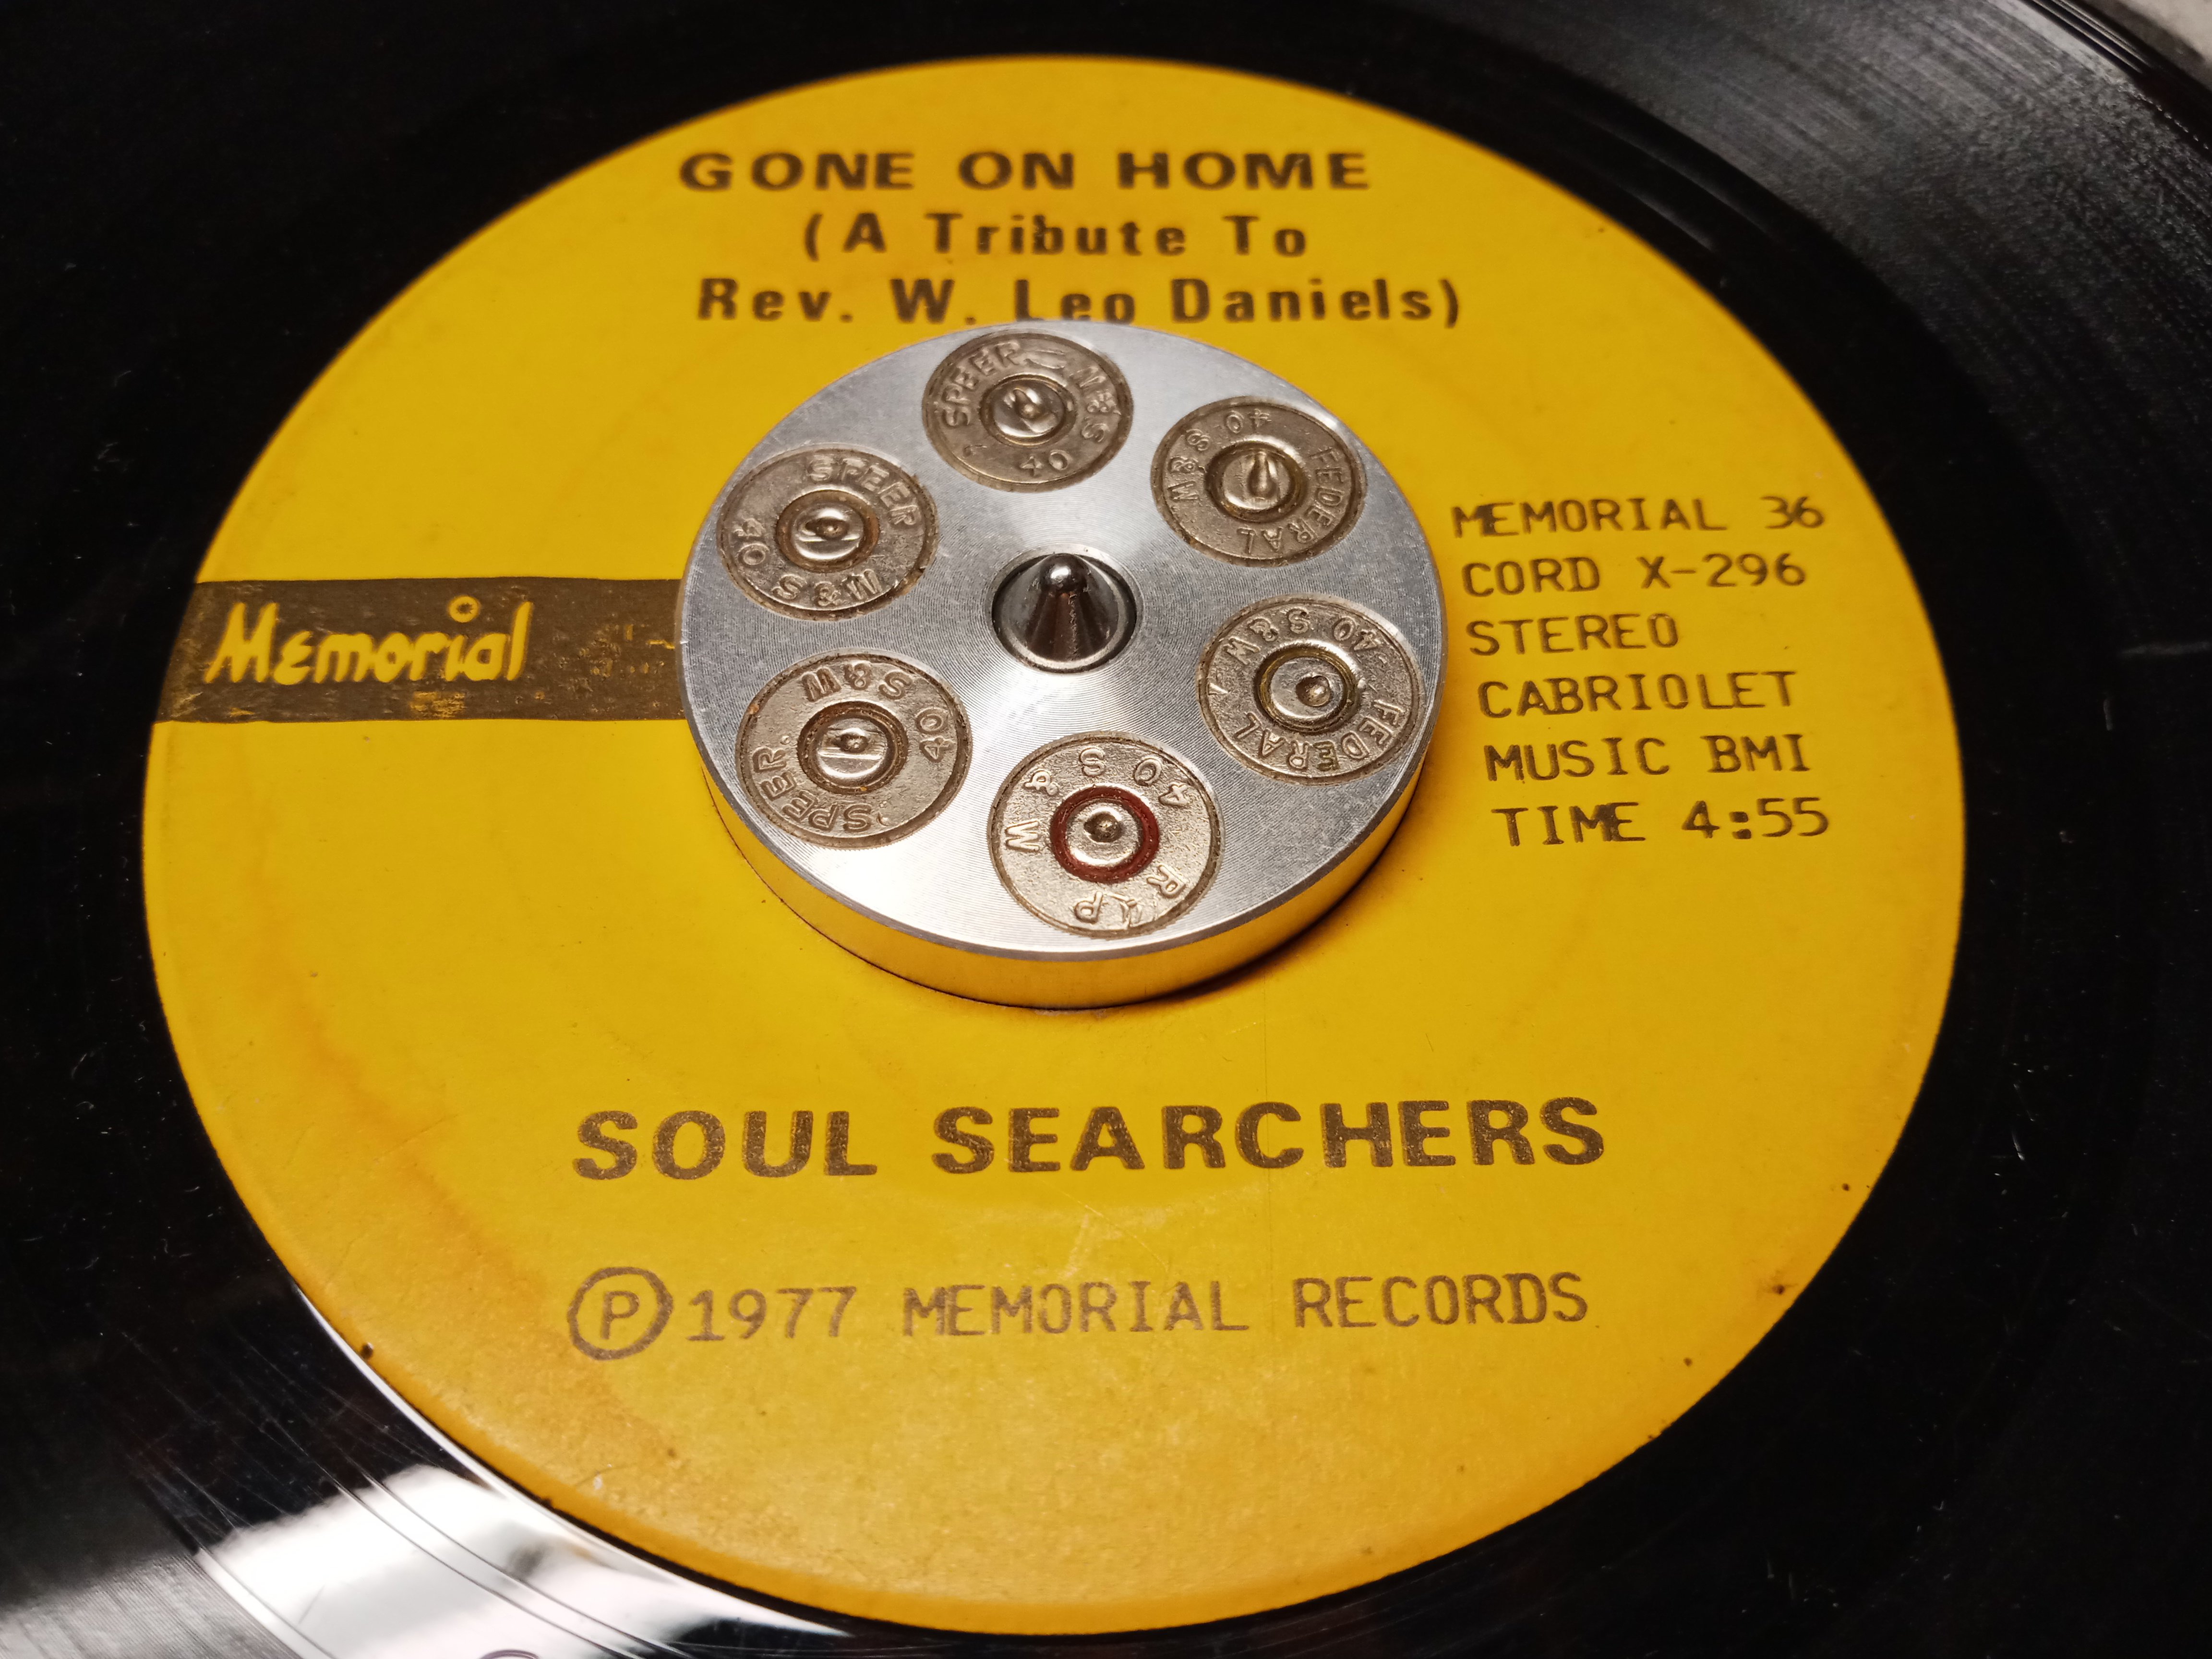 GONE ON HOME
(A Tribute To
Rev. W. Leo Daniels)
SPEER 40 S&W
40 S&W FEDERAL
SPEER 40 S&W
MEMORIAL 36
CORD X-296
STEREO
CABRIOLET
MUSIC BMI
TIME 4:55
Memorial
40 S&W FEDERAL
SPEER 40 S&W
40 S & W R P
SOUL SEARCHERS
Ⓟ1977 MEMORIAL RECORDS